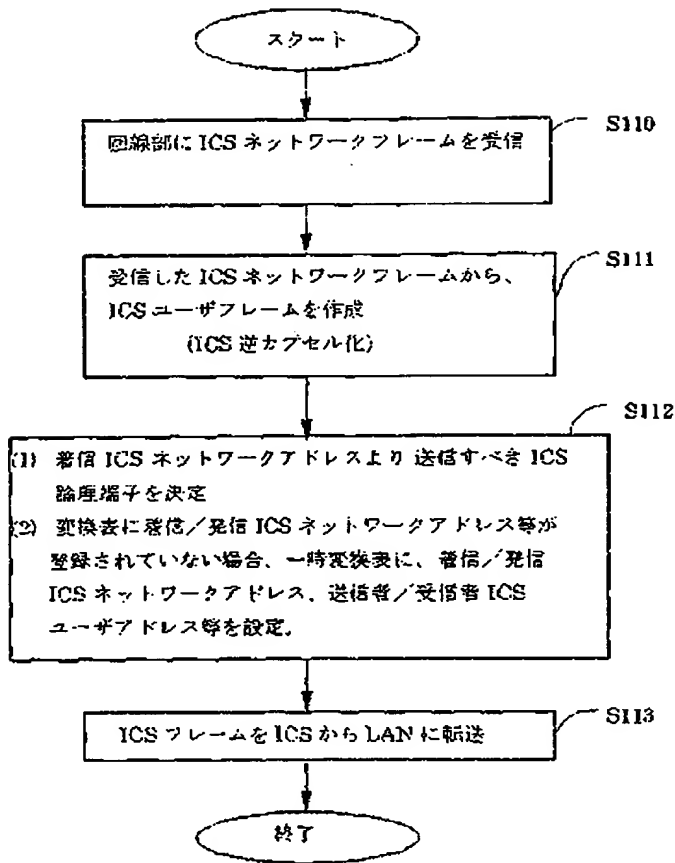 スタート
S110
回線部に ICS ネットワークフレームを受信
S111
受信した ICS ネットワークフレームから、
ICS ユーザフレームを作成
(ICS 逆カプセル化)
S112
(1) 着信 ICS ネットワークアドレスより 送信すべき ICS
論理端子を決定
(2) 変換表に着信／発信 ICS ネットワークアドレス等が
登録されていない場合、一時変換表に、着信／発信
ICS ネットワークアドレス、送信者／受信者 ICS
ユーザアドレス等を設定。
S113
ICS フレームを ICS から LAN に転送
終了